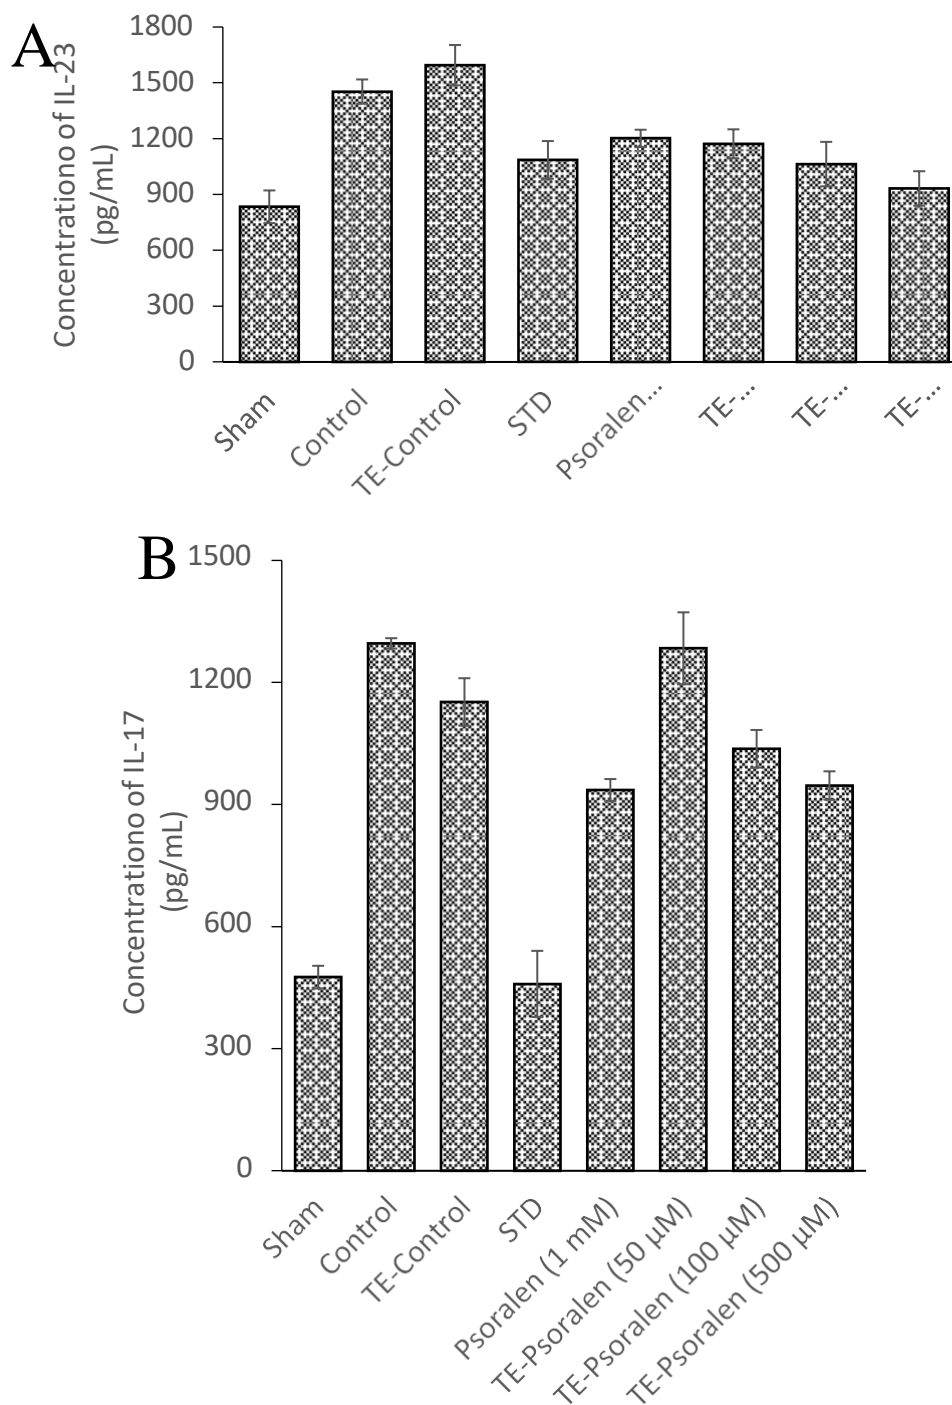 A
Concentrationo of IL-23
(pg/mL)
1800
1500
1200
900
600
300
0
Sham
Control
TE-Control
STD
Psoralen...
TE-...
TE-...
TE-...
B
Concentrationo of IL-17
(pg/mL)
1500
1200
900
600
300
0
Sham
Control
TE-Control
STD
Psoralen (1 mM)
TE-Psoralen (50 µM)
TE-Psoralen (100 µM)
TE-Psoralen (500 µM)